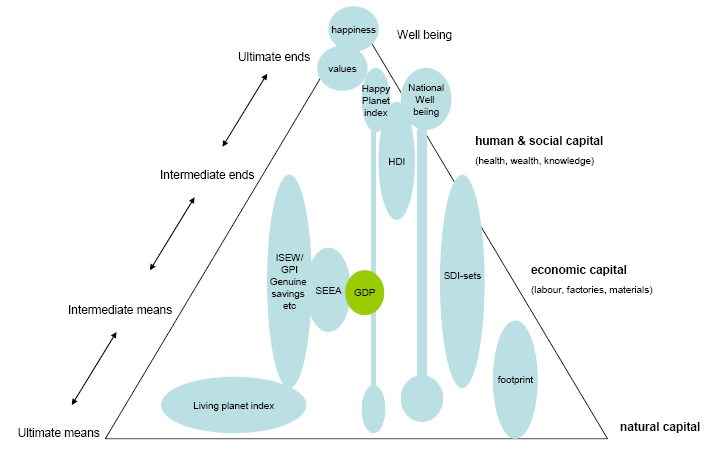 happiness
Well being
Ultimate ends
values
Happy
Planet
index
National
Well
beiing
human & social capital
(health, wealth, knowledge)
HDI
Intermediate ends
ISEW/
GPI
Genuine
savings
etc
SEEA
GDP
SDI-sets
economic capital
(labour, factories, materials)
Intermediate means
footprint
Living planet index
natural capital
Ultimate means